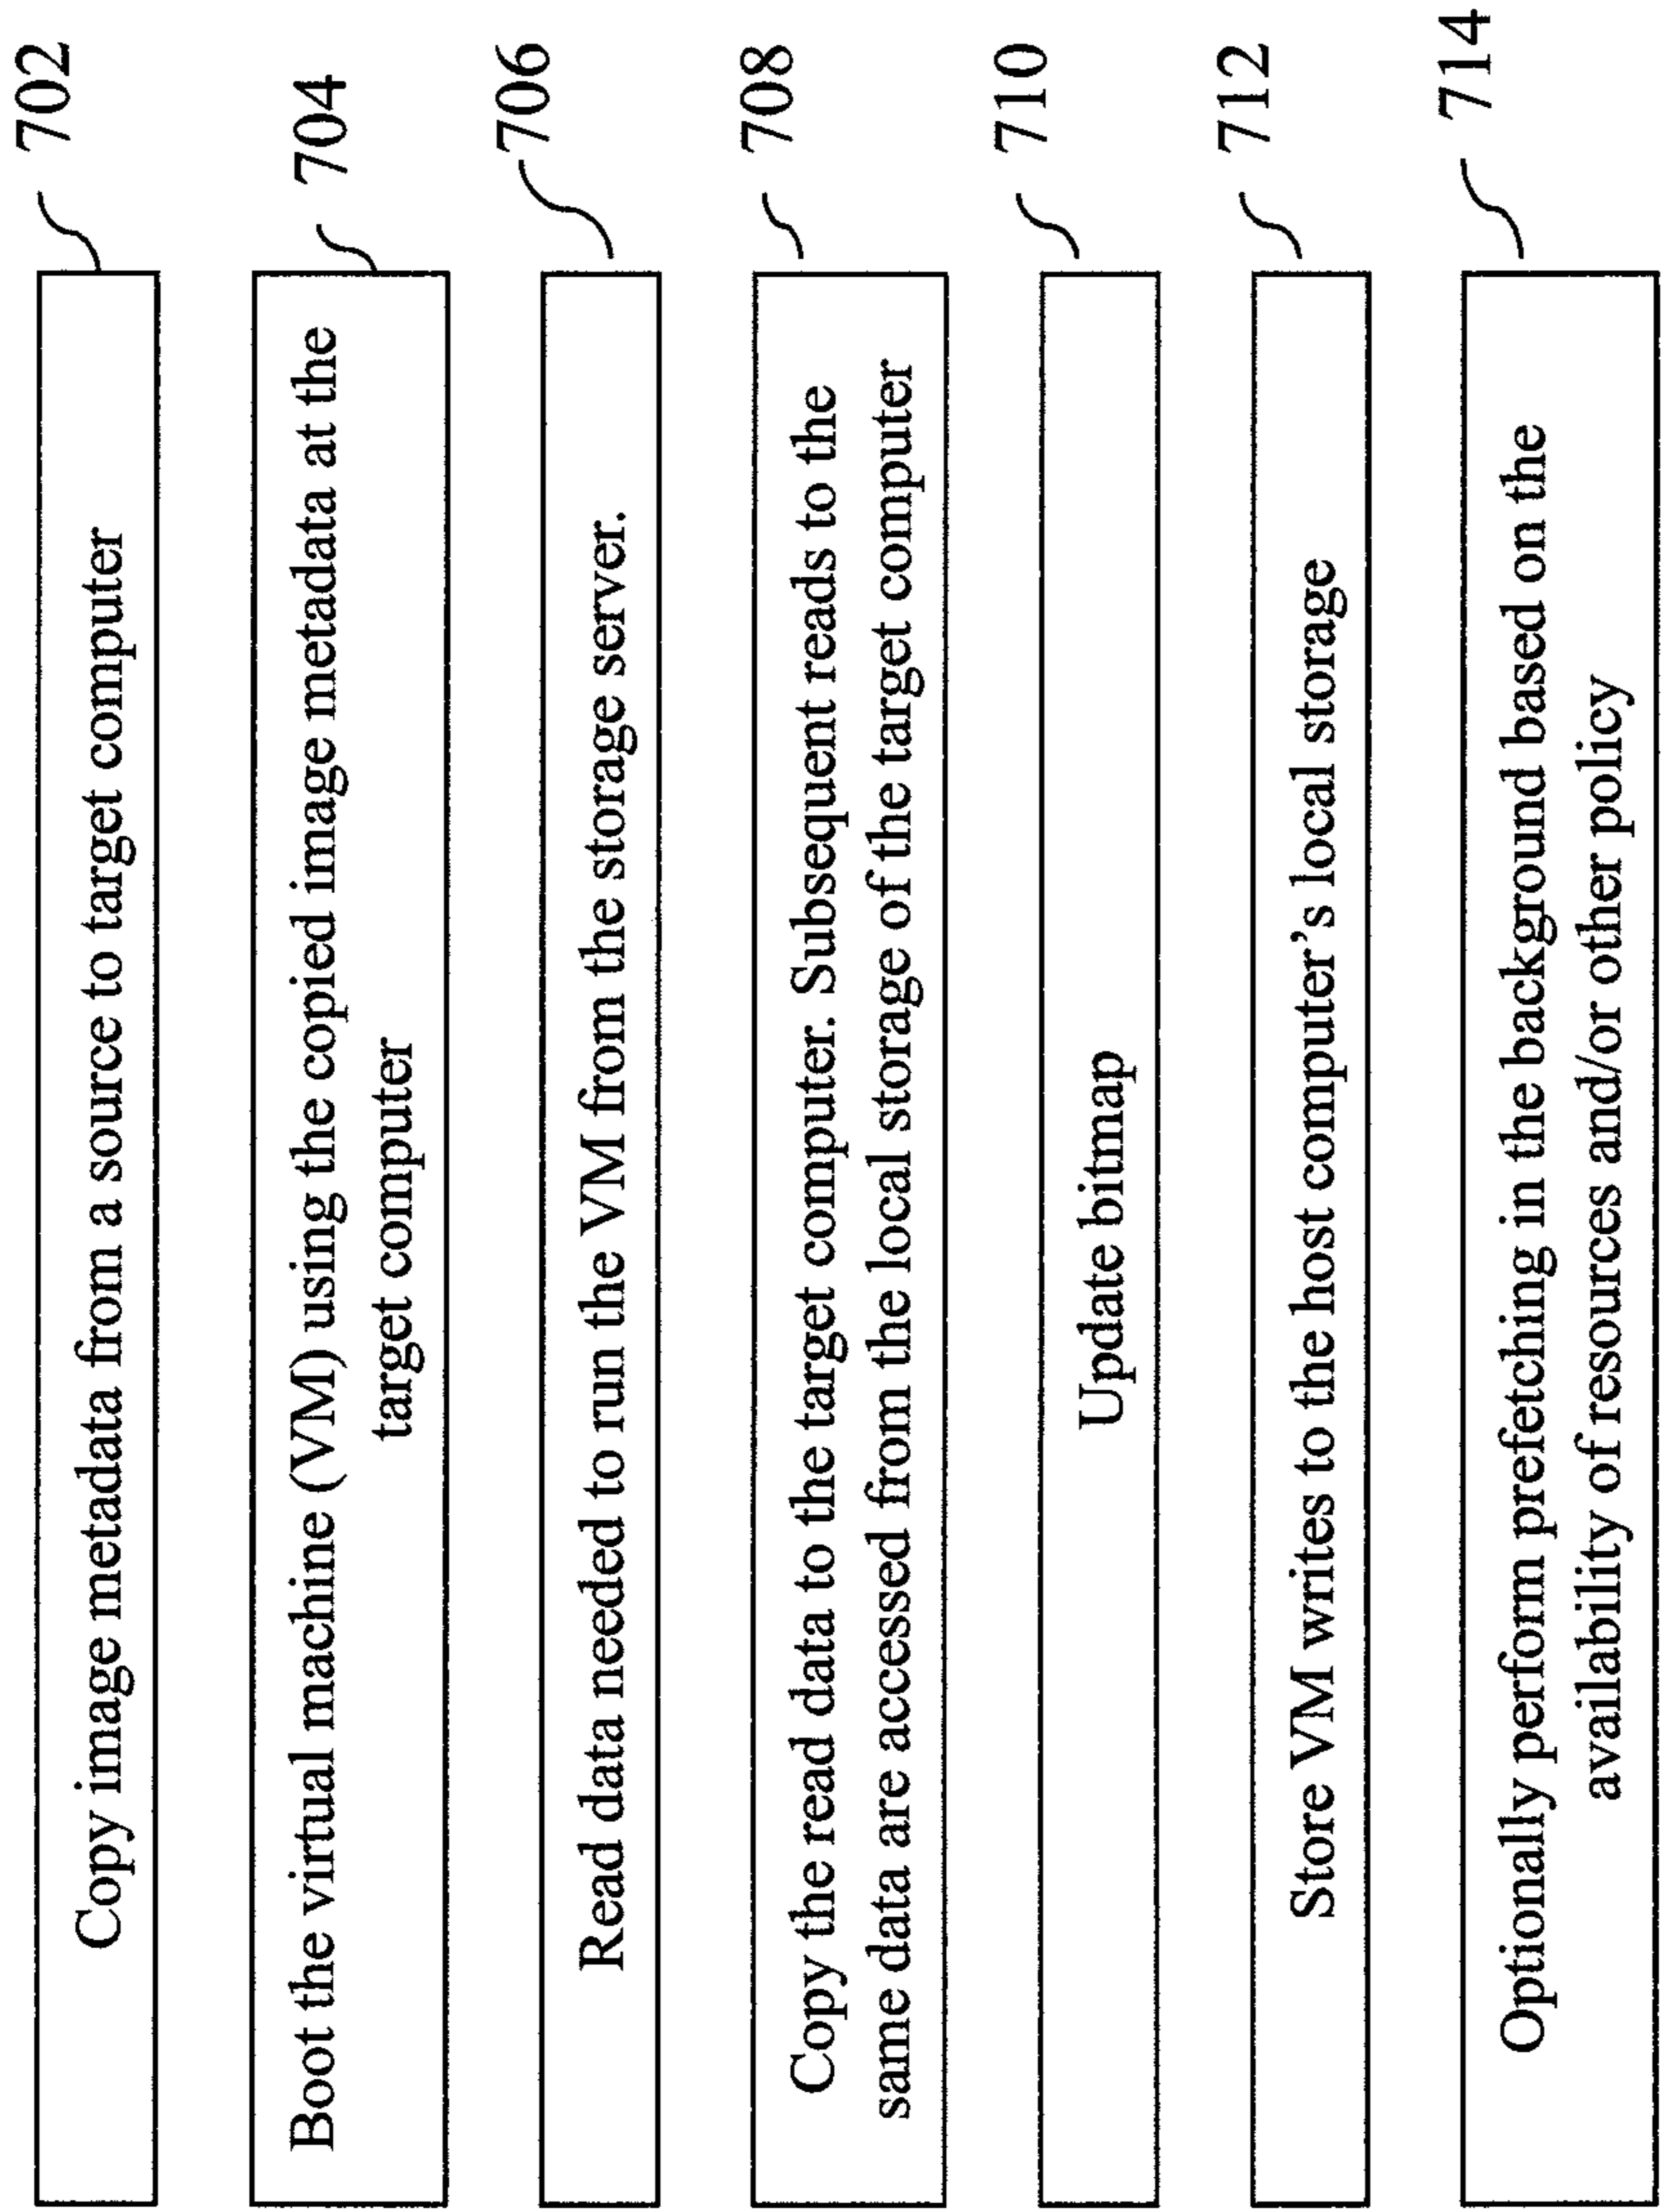 702
Copy image metadata from a source to target computer
704
Boot the virtual machine (VM) using the copied image metadata at the
target computer
706
Read data needed to run the VM from the storage server.
708
Copy the read data to the target computer. Subsequent reads to the
same data are accessed from the local storage of the target computer
710
Update bitmap
712
Store VM writes to the host computer's local storage
714
Optionally perform prefetching in the background based on the
availability of resources and/or other policy